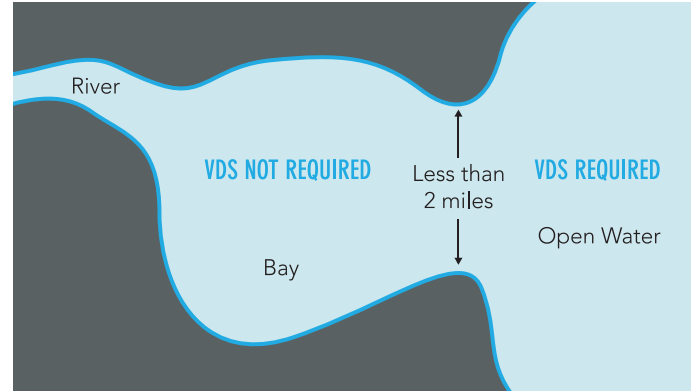 River
VDS NOT REQUIRED
Less than
2 miles
VDS REQUIRED
Open Water
Bay